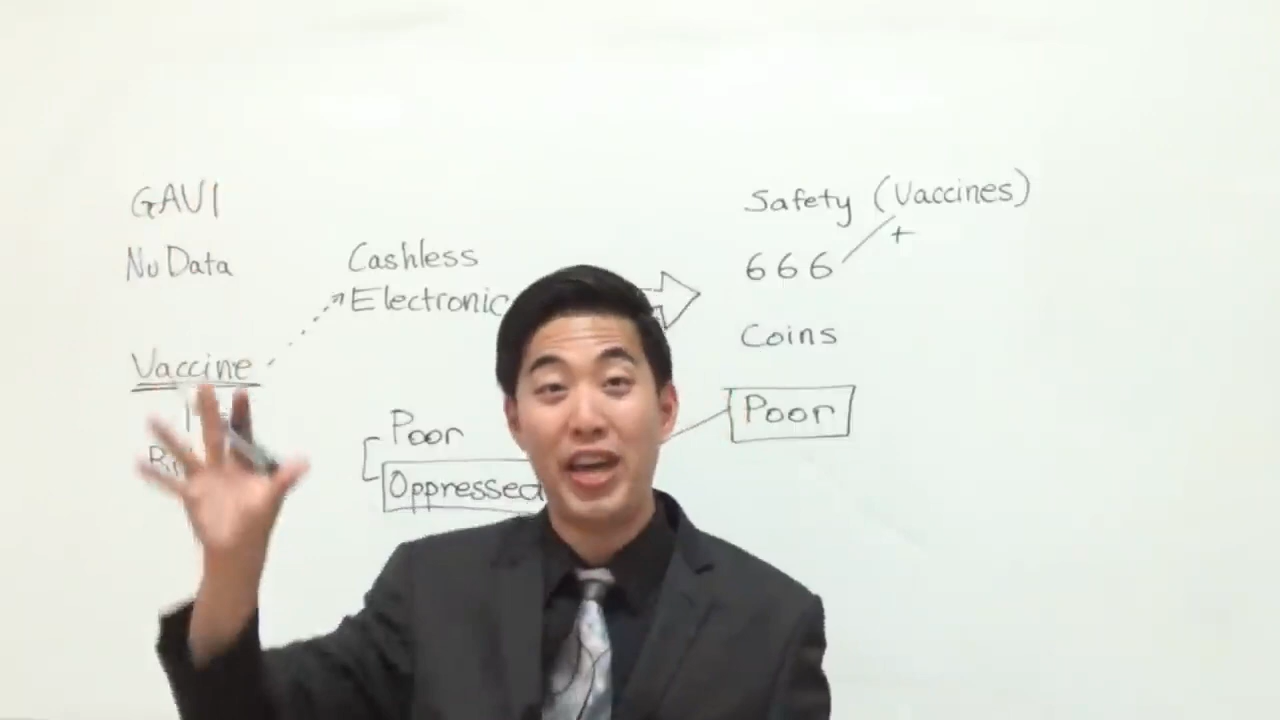 GAVI
NuData
Vaccine
Cashless
Electronic
Poor
Oppressed
Safety (Vaccines)
+
666
Coins
Poor